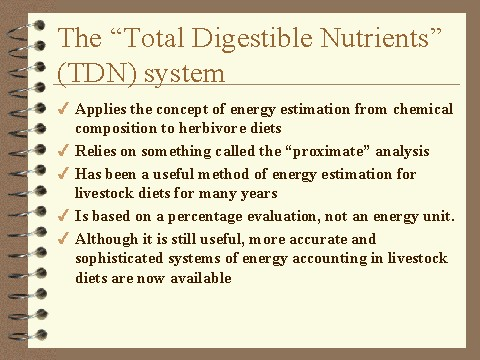 The “Total Digestible Nutrients”
(TDN) system
✓ Applies the concept of energy estimation from chemical
composition to herbivore diets
✓ Relies on something called the “proximate” analysis
✓ Has been a useful method of energy estimation for
livestock diets for many years
✓ Is based on a percentage evaluation, not an energy unit.
✓ Although it is still useful, more accurate and
sophisticated systems of energy accounting in livestock
diets are now available